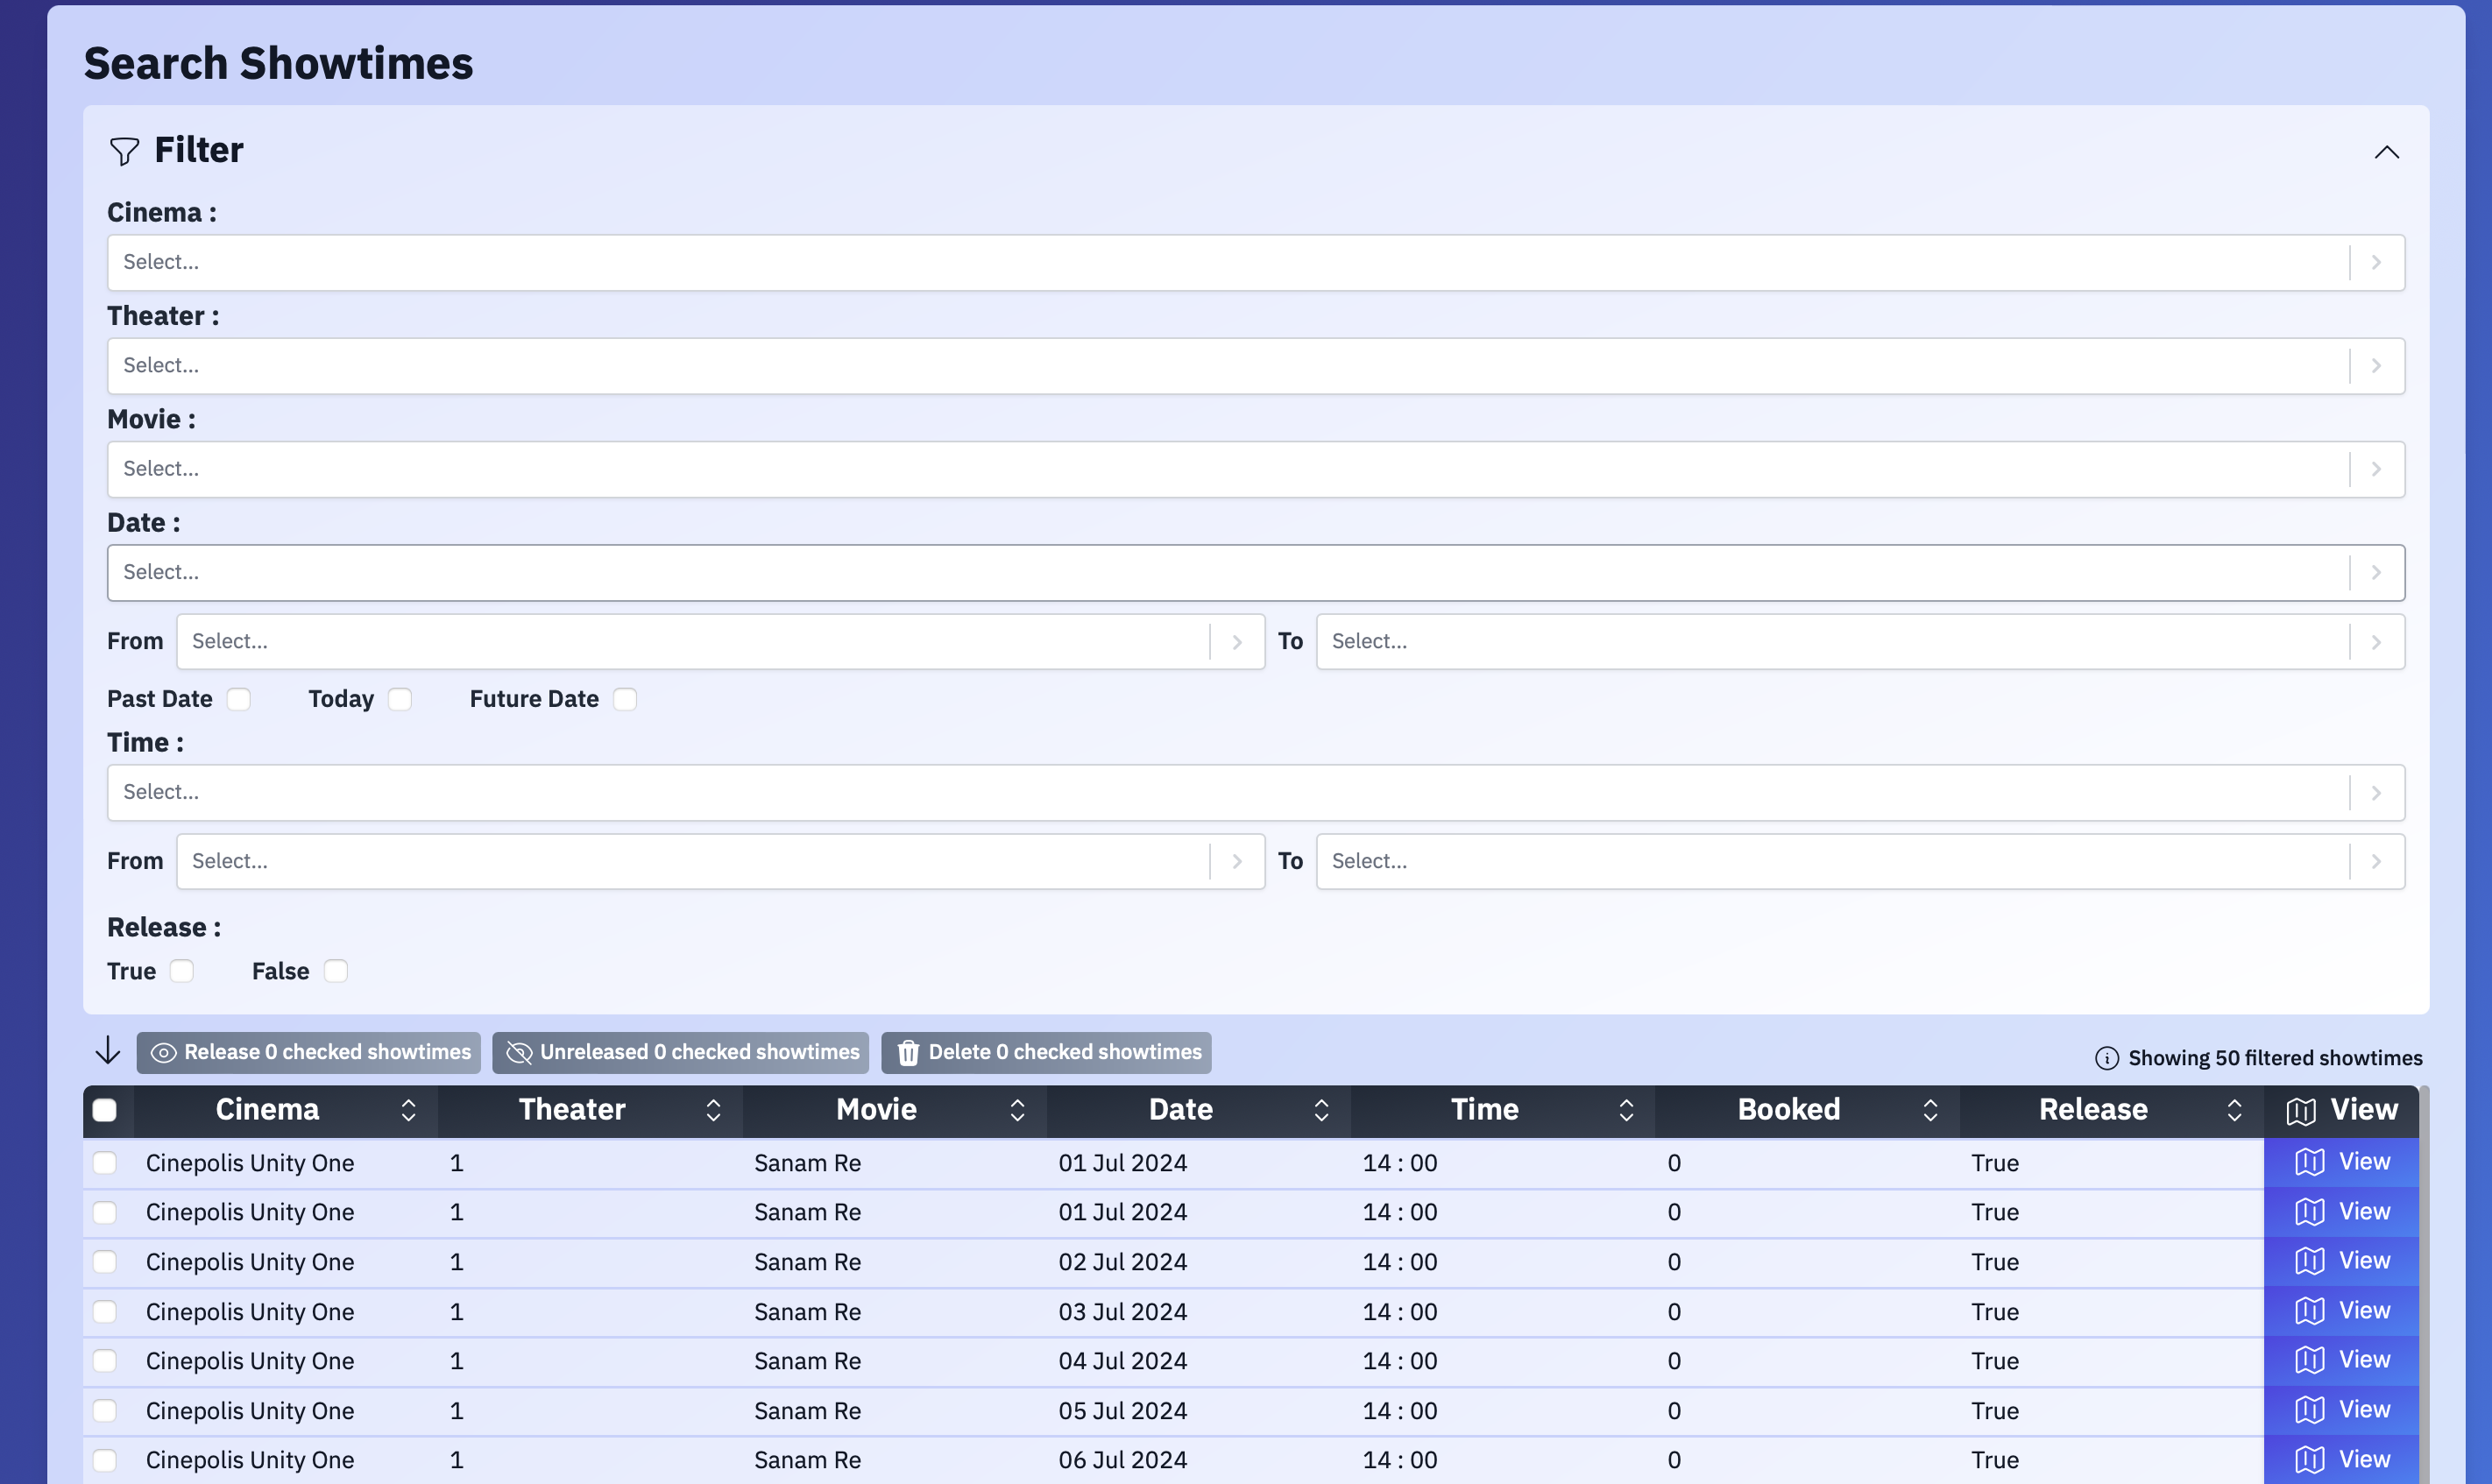 Search Showtimes
Filter
Cinema :
Select...
Theater :
Select...
Movie :
Select...
Date :
Select...
From Select... To Select...
Past Date Today Future Date
Time :
Select...
From Select... To Select...
Release :
True False
Release 0 checked showtimes Unreleased 0 checked showtimes Delete 0 checked showtimes Showing 50 filtered showtimes
Cinema Theater Movie Date Time Booked Release View
Cinepolis Unity One 1 Sanam Re 01 Jul 2024 14 : 00 0 True View
Cinepolis Unity One 1 Sanam Re 01 Jul 2024 14 : 00 0 True View
Cinepolis Unity One 1 Sanam Re 02 Jul 2024 14 : 00 0 True View
Cinepolis Unity One 1 Sanam Re 03 Jul 2024 14 : 00 0 True View
Cinepolis Unity One 1 Sanam Re 04 Jul 2024 14 : 00 0 True View
Cinepolis Unity One 1 Sanam Re 05 Jul 2024 14 : 00 0 True View
Cinepolis Unity One 1 Sanam Re 06 Jul 2024 14 : 00 0 True View